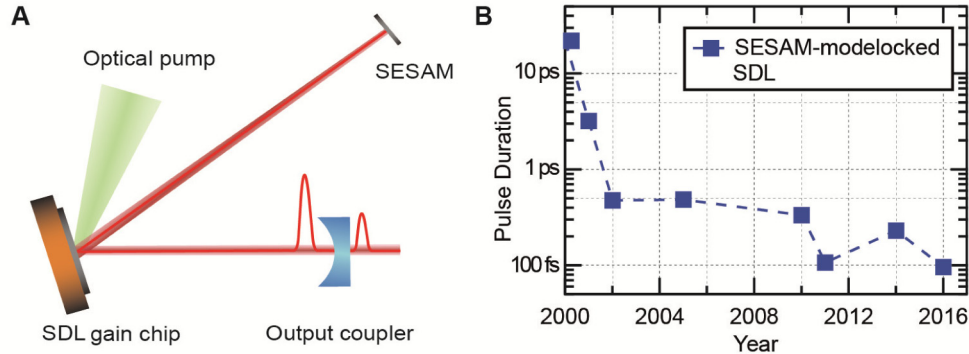 A
Optical pump
SESAM
SDL gain chip
Output coupler
B
SESAM-modelocked
SDL
Pulse Duration
10 ps
1 ps
100 fs
2000 2004 2008 2012 2016
Year